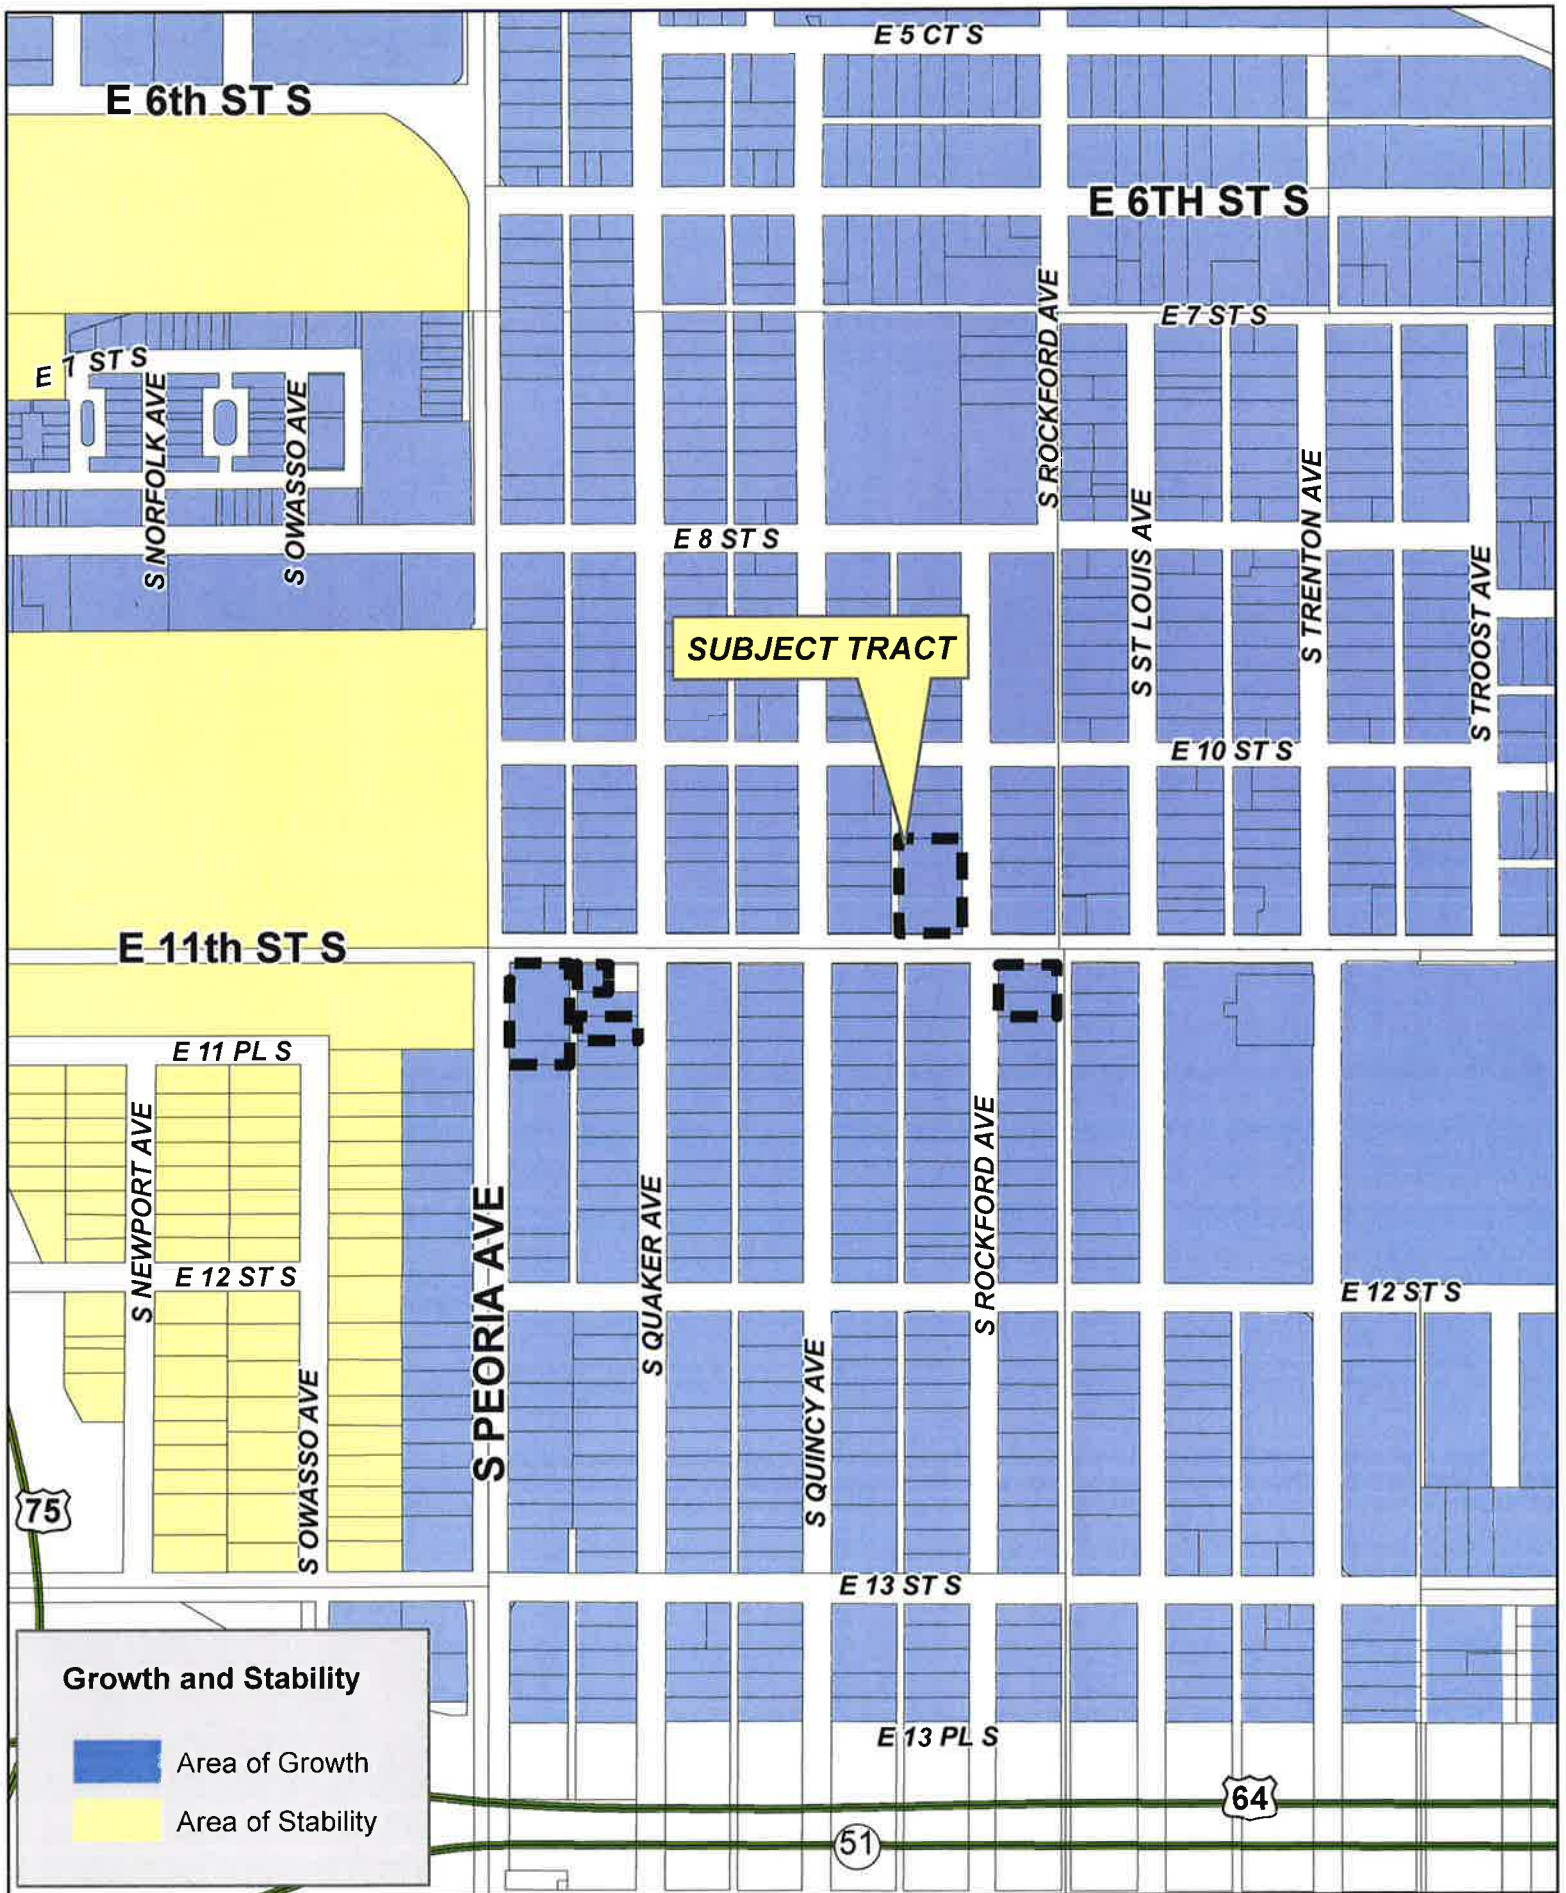 E 5 CT S
E 6th ST S
E 6TH ST S
E 7 ST S
E 7 ST S
S ROCKFORD AVE
S NORFOLK AVE
S OWASSO AVE
E 8 ST S
S ST LOUIS AVE
S TRENTON AVE
S TROOST AVE
SUBJECT TRACT
E 10 ST S
E 11th ST S
E 11 PL S
S NEWPORT AVE
E 12 ST S
S PEORIA AVE
S QUAKER AVE
S ROCKFORD AVE
E 12 ST S
S QUINCY AVE
S OWASSO AVE
75
E 13 ST S
Growth and Stability
Area of Growth
Area of Stability
E 13 PL S
64
51